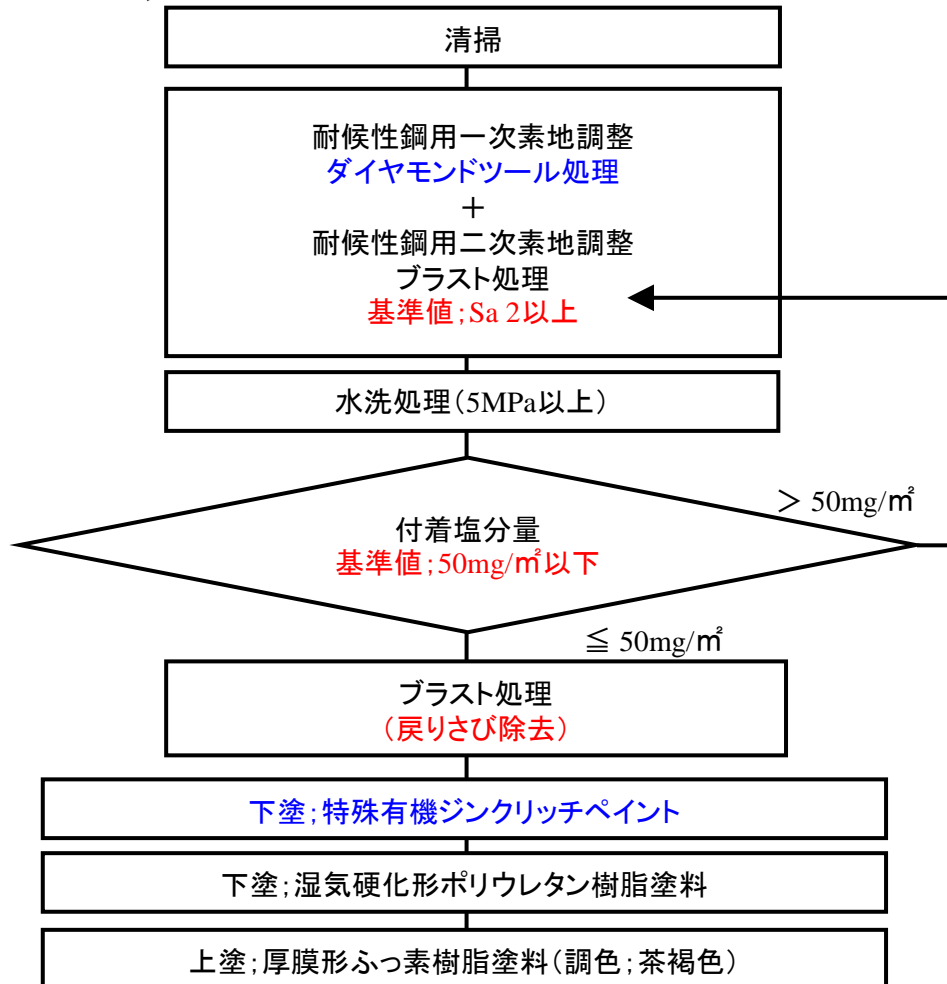 清掃
耐候性鋼用一次素地調整
ダイヤモンドツール処理
＋
耐候性鋼用二次素地調整
ブラスト処理
基準値；Sa 2以上
水洗処理（5MPa以上）
＞ 50mg/㎡
付着塩分量
基準値；50mg/㎡以下
≦ 50mg/㎡
ブラスト処理
（戻りさび除去）
下塗；特殊有機ジンクリッチペイント
下塗；湿気硬化形ポリウレタン樹脂塗料
上塗；厚膜形ふっ素樹脂塗料（調色；茶褐色）